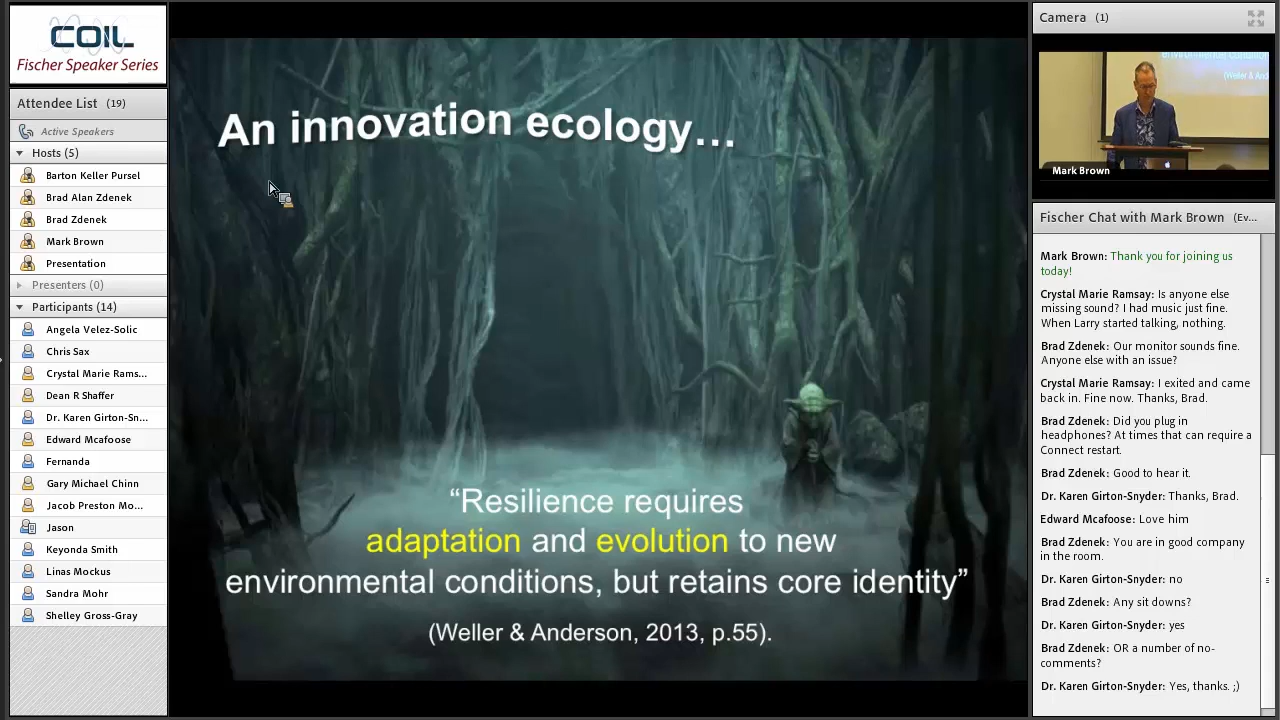 COIL
Fischer Speaker Series
Attendee List (19)
Active Speakers
Hosts (5)
Barton Keller Pursel
Brad Alan Zdenek
Brad Zdenek
Mark Brown
Presentation
Presenters (0)
Participants (14)
Angela Velez-Solic
Chris Sax
Crystal Marie Rams...
Dean R Shaffer
Dr. Karen Girton-Sn...
Edward Mcafoose
Fernanda
Gary Michael Chinn
Jacob Preston Mo...
Jason
Keyonda Smith
Linas Mockus
Sandra Mohr
Shelley Gross-Gray
An innovation ecology...
“Resilience requires
adaptation and evolution to new
environmental conditions, but retains core identity”
(Weller & Anderson, 2013, p.55).
Camera (1)
Mark Brown
Fischer Chat with Mark Brown (Ev...
Mark Brown: Thank you for joining us
today!
Crystal Marie Ramsay: Is anyone else
missing sound? I had music just fine.
When Larry started talking, nothing.
Brad Zdenek: Our monitor sounds fine.
Anyone else with an issue?
Crystal Marie Ramsay: I exited and came
back in. Fine now. Thanks, Brad.
Brad Zdenek: Did you plug in
headphones? At times that can require a
Connect restart.
Brad Zdenek: Good to hear it.
Dr. Karen Girton-Snyder: Thanks, Brad.
Edward Mcafoose: Love him
Brad Zdenek: You are in good company
in the room.
Dr. Karen Girton-Snyder: no
Brad Zdenek: Any sit downs?
Dr. Karen Girton-Snyder: yes
Brad Zdenek: OR a number of no-
comments?
Dr. Karen Girton-Snyder: Yes, thanks. ;)